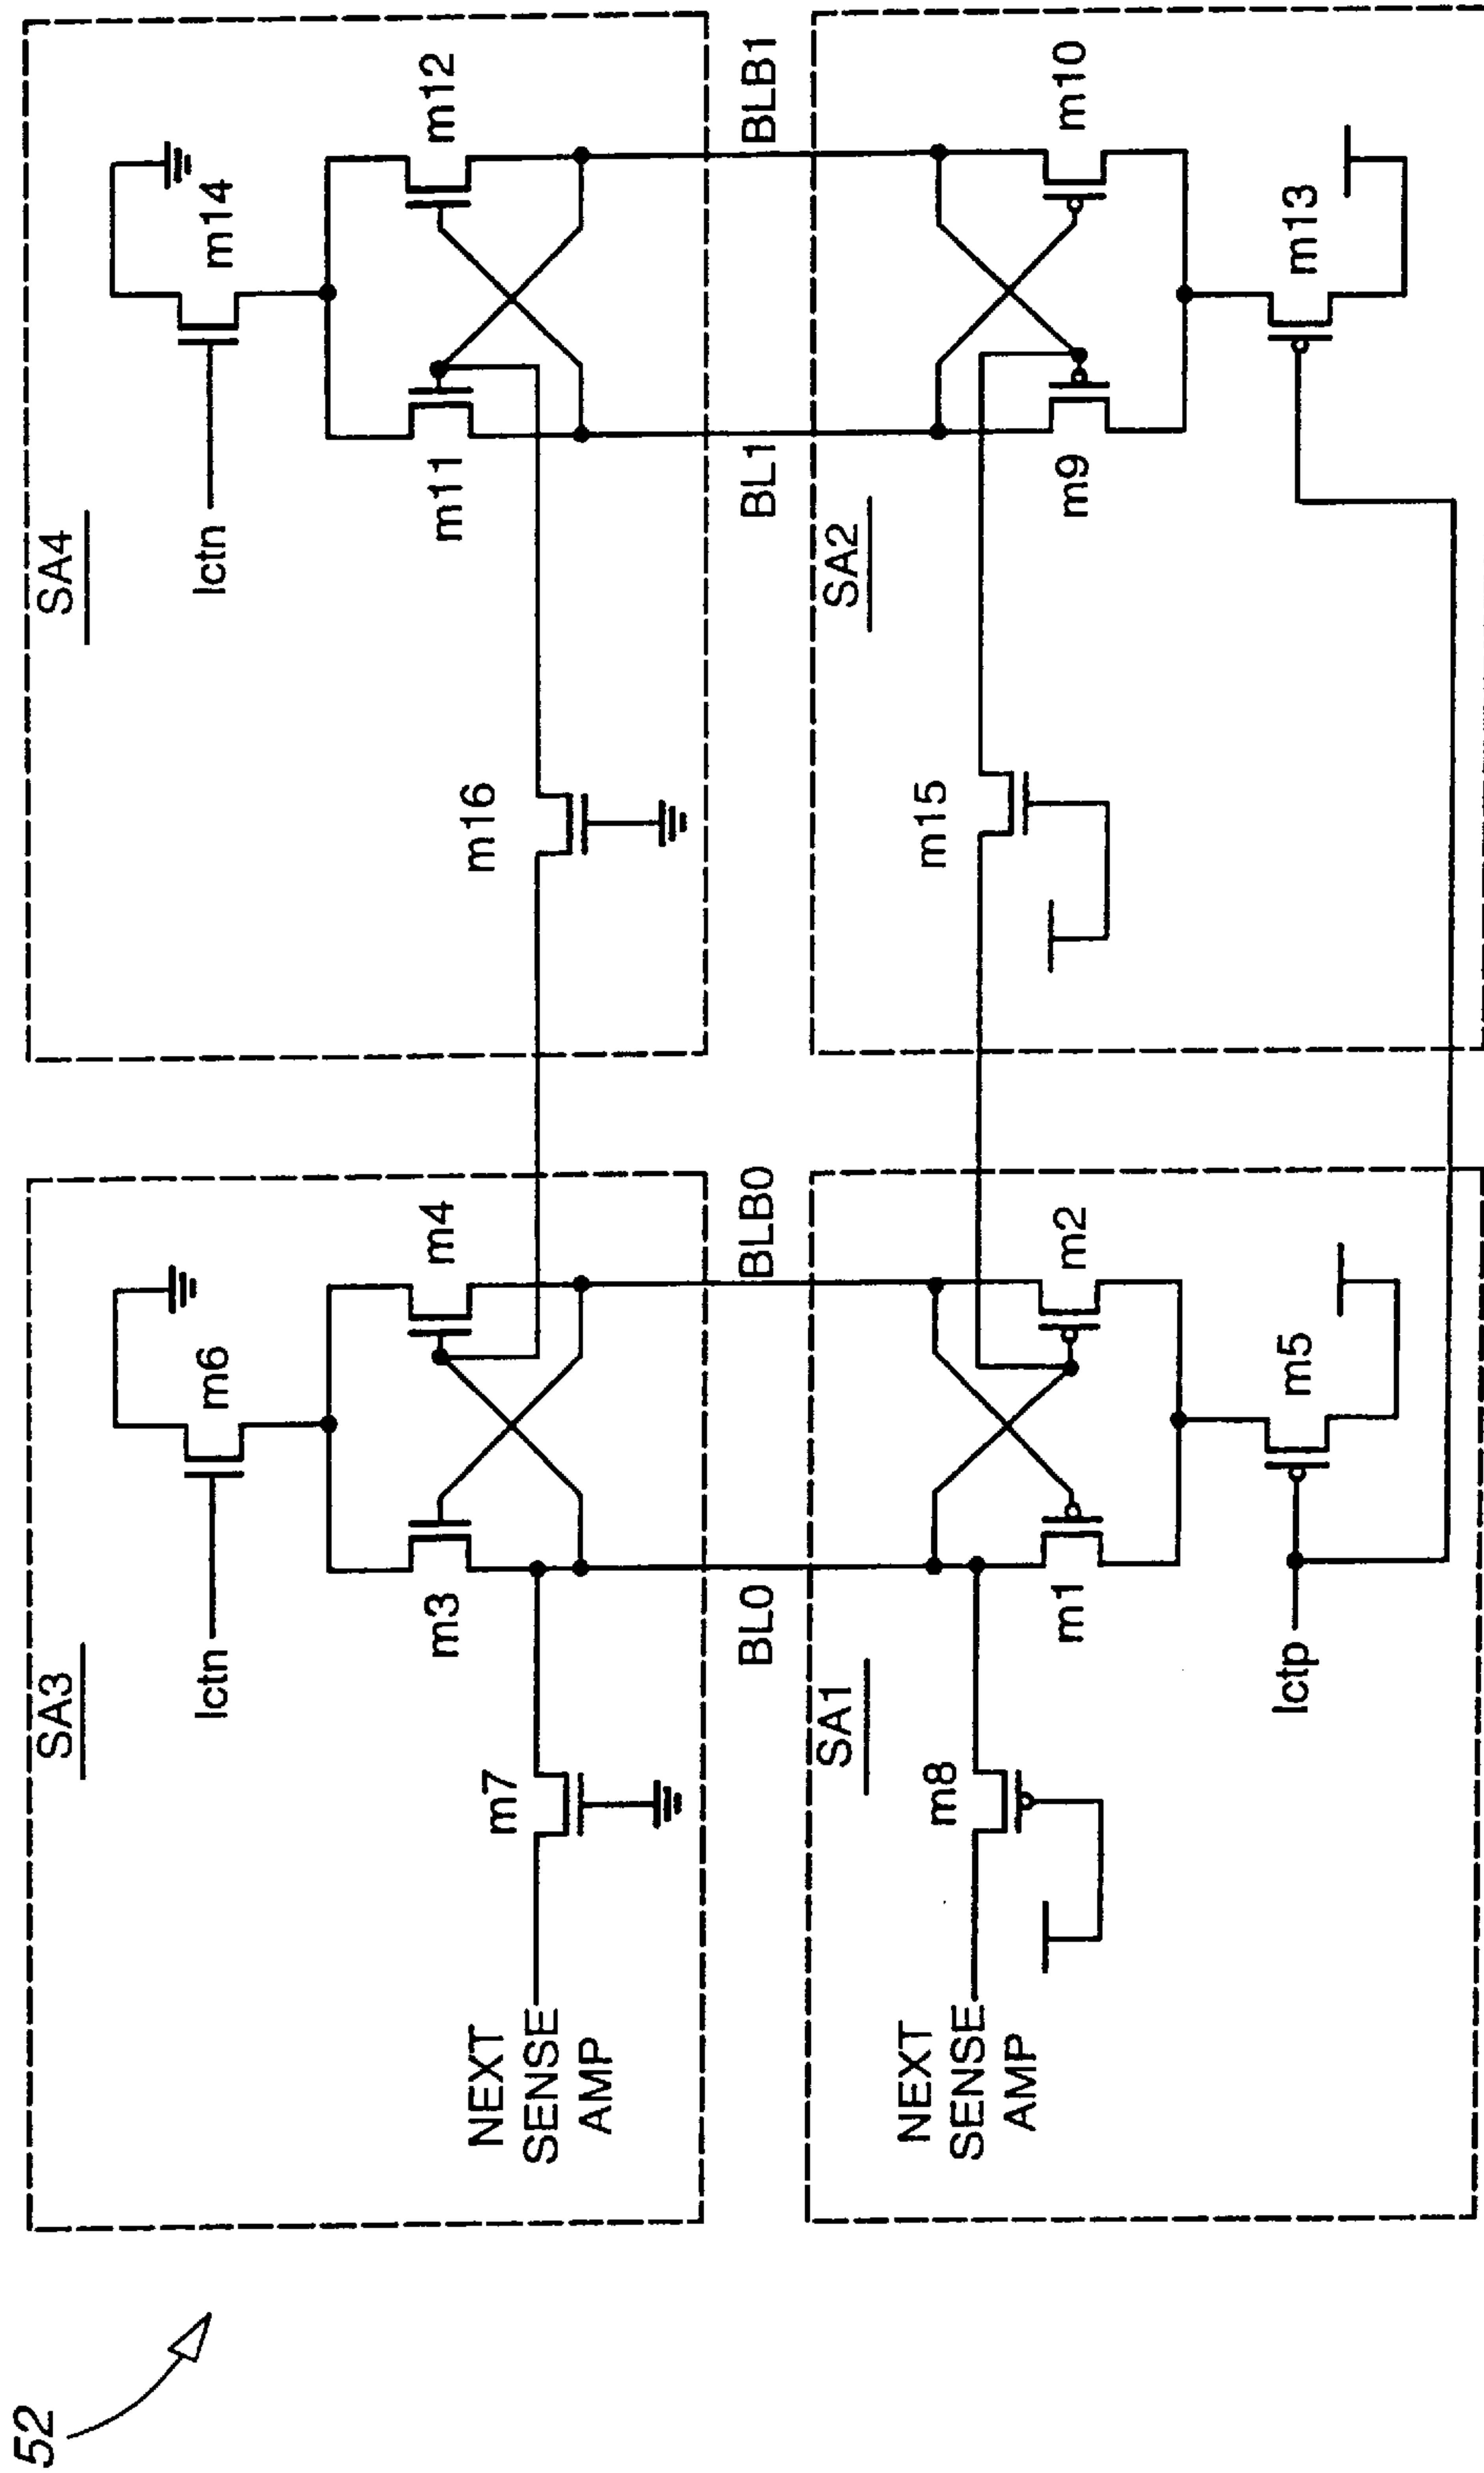 52
SA3
SA4
lctn
m6
lctn
m14
m3
m4
m11
m12
NEXT
SENSE
AMP
m7
m16
BL0
BLB0
BL1
BLB1
SA1
SA2
NEXT
SENSE
AMP
m8
m15
m1
m2
m9
m10
lctp
m5
m13